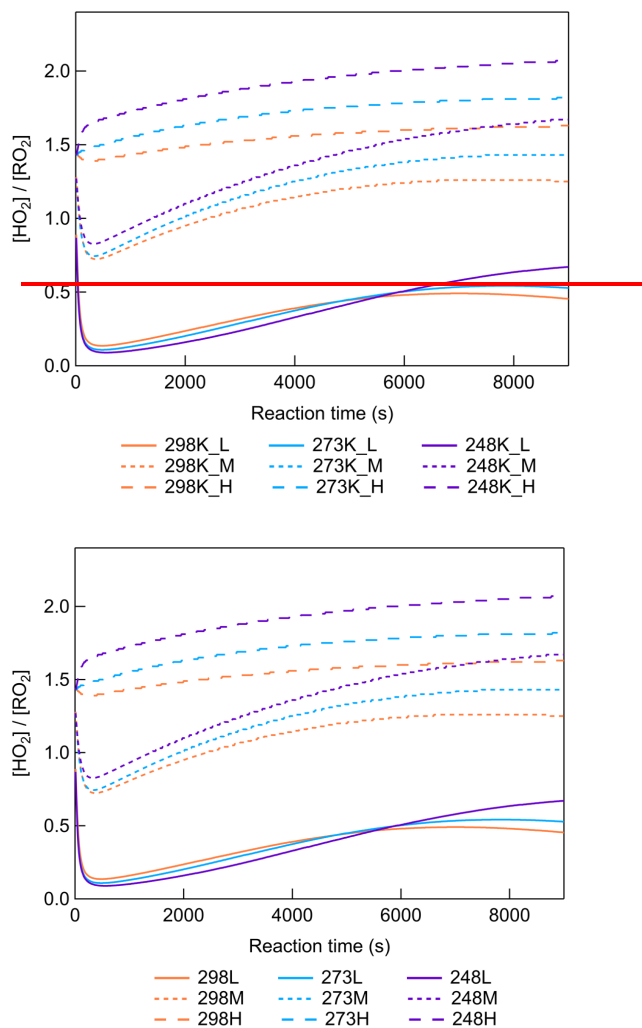 2.0
1.5
1.0
0.5
0.0
[HO2] / [RO2]
0 2000 4000 6000 8000
Reaction time (s)
298K_L 273K_L 248K_L
298K_M 273K_M 248K_M
298K_H 273K_H 248K_H
2.0
1.5
1.0
0.5
0.0
[HO2] / [RO2]
0 2000 4000 6000 8000
Reaction time (s)
298L 273L 248L
298M 273M 248M
298H 273H 248H